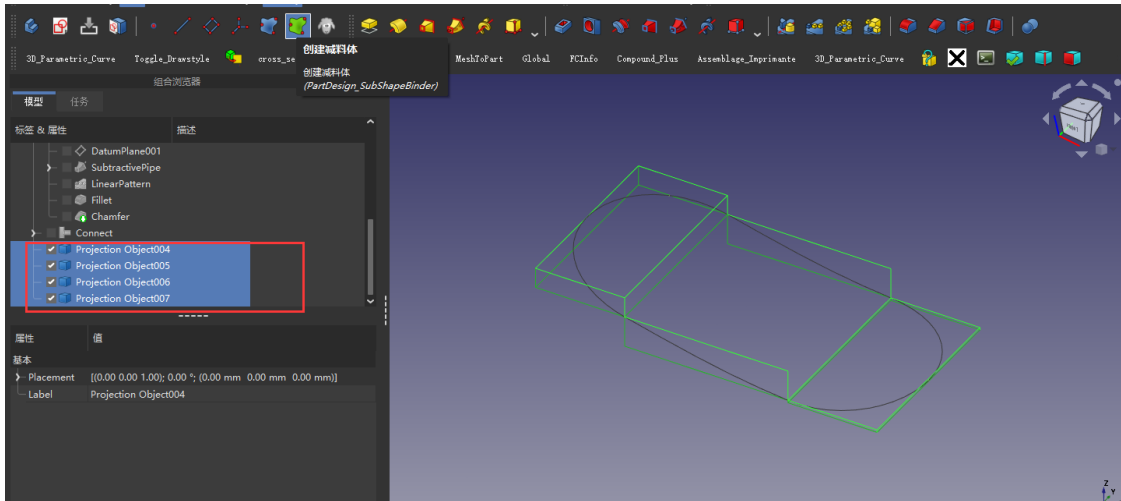 3D_Parametric_Curve Toggle_Drawstyle cross_se MeshToPart Global FCInfo Compound_Plus Assemblage_Imprimante 3D_Parametric_Curve
创建减料体
创建减料体
(PartDesign_SubShapeBinder)
组合浏览器
模型 任务
标签 & 属性 描述
DatumPlane001
SubtractivePipe
LinearPattern
Fillet
Chamfer
Connect
Projection Object004
Projection Object005
Projection Object006
Projection Object007
属性 值
基本
Placement [(0.00 0.00 1.00); 0.00 °; (0.00 mm 0.00 mm 0.00 mm)]
Label Projection Object004
Z
Y